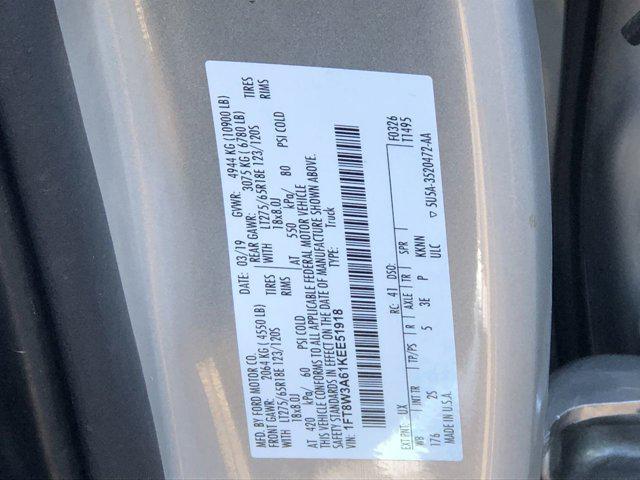 MFD. BY FORD MOTOR CO.
DATE: 03/19 GVWR: 4944 KG (10900 LB)
FRONT GAWR: 2064 KG (4550 LB)
REAR GAWR: 3075 KG (6780 LB)
WITH LT275/65R18E 123/120S TIRES
WITH LT275/65R18E 123/120S TIRES
18x8.0J RIMS
18x8.0J RIMS
AT 420 kPa/ 60 PSI COLD
AT 550 kPa/ 80 PSI COLD
THIS VEHICLE CONFORMS TO ALL APPLICABLE FEDERAL MOTOR VEHICLE
SAFETY STANDARDS IN EFFECT ON THE DATE OF MANUFACTURE SHOWN ABOVE.
VIN: 1FT8W3A61KEE51918 TYPE: Truck
F0326
T1495
EXT PNT: UX RC: 41 DSO:
WB INT TR TP/PS R AXLE TR SPR
176 2S 5 3E P KKNN
ULC
MADE IN U.S.A. 5U5A-3520472-AA